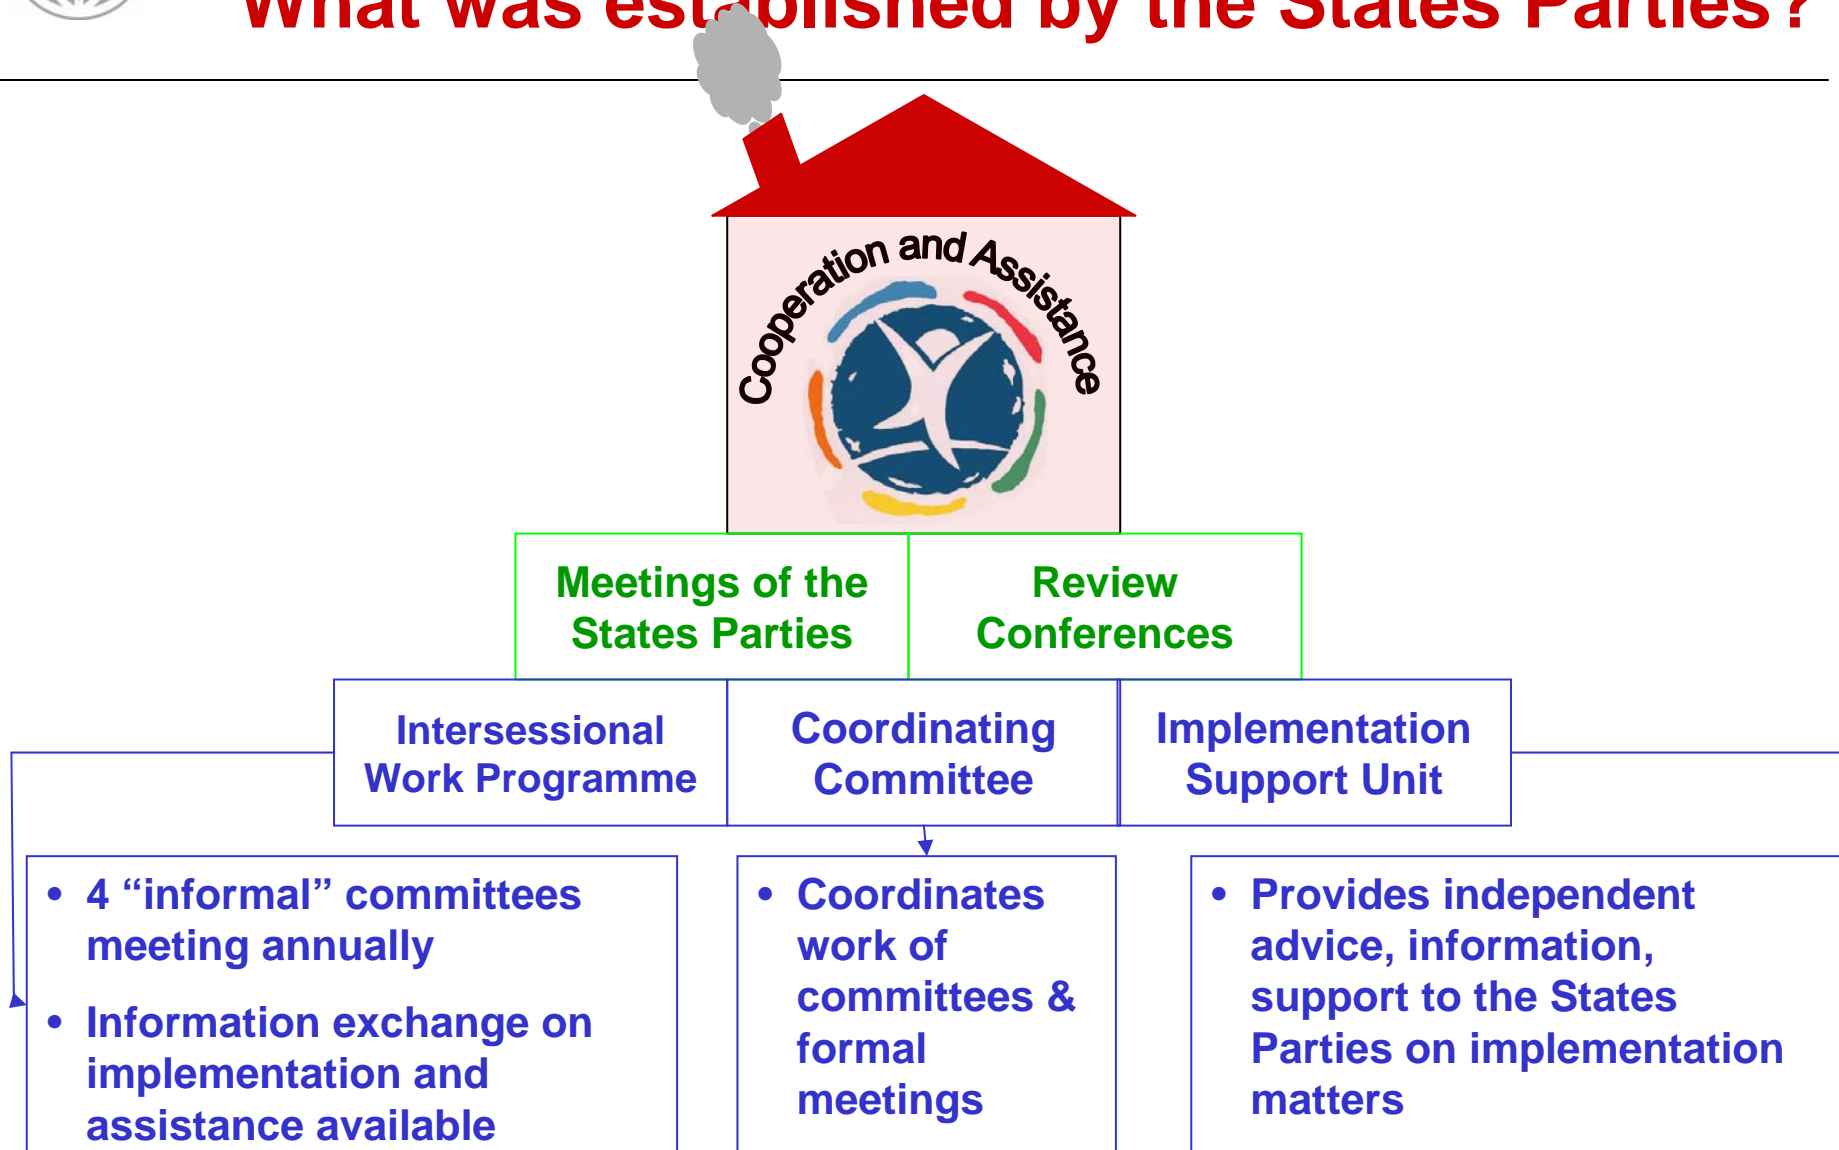 What was established by the States Parties?
Cooperation and Assistance
Meetings of the
States Parties
Review
Conferences
Intersessional
Work Programme
Coordinating
Committee
Implementation
Support Unit
• 4 “informal” committees
meeting annually
• Information exchange on
implementation and
assistance available
• Coordinates
work of
committees &
formal
meetings
• Provides independent
advice, information,
support to the States
Parties on implementation
matters